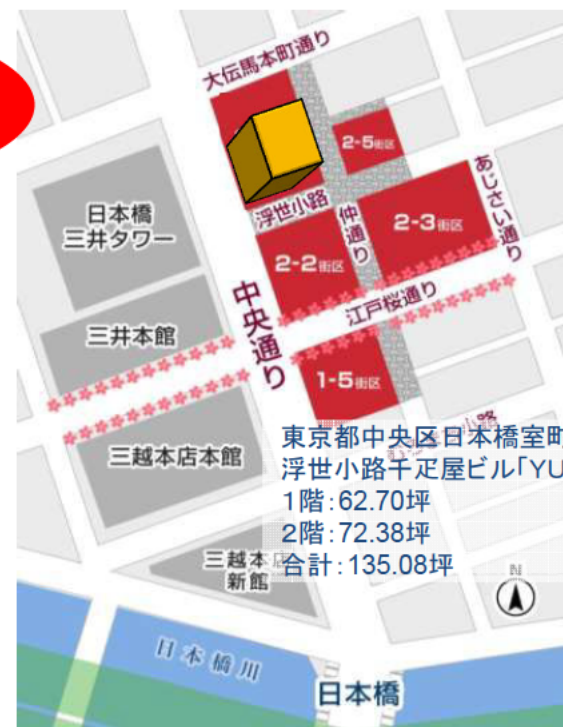 大伝馬本町通り
2-5街区
あじさい通り
日本橋
三井タワー
浮世小路
仲通り
2-3街区
2-2街区
中央通り
江戸桜通り
三井本館
1-5街区
三越本店本館
小路
東京都中央区日本橋室町
浮世小路千疋屋ビル「YU
1階:62.70坪
2階:72.38坪
合計:135.08坪
三越本店
新館
N
日本橋川
日本橋